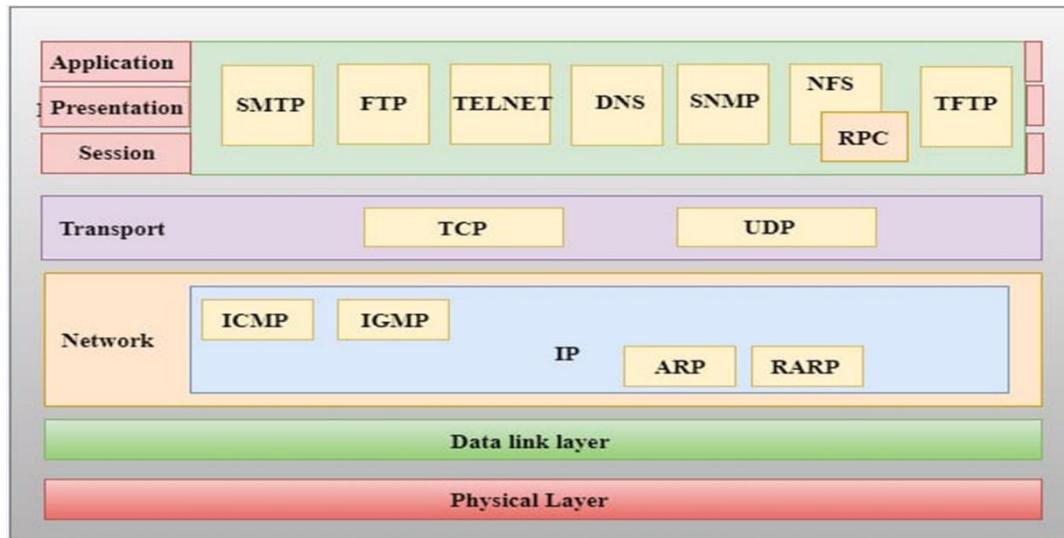 Application
Presentation
Session
SMTP
FTP
TELNET
DNS
SNMP
NFS
RPC
TFTP
Transport
TCP
UDP
Network
ICMP
IGMP
IP
ARP
RARP
Data link layer
Physical Layer